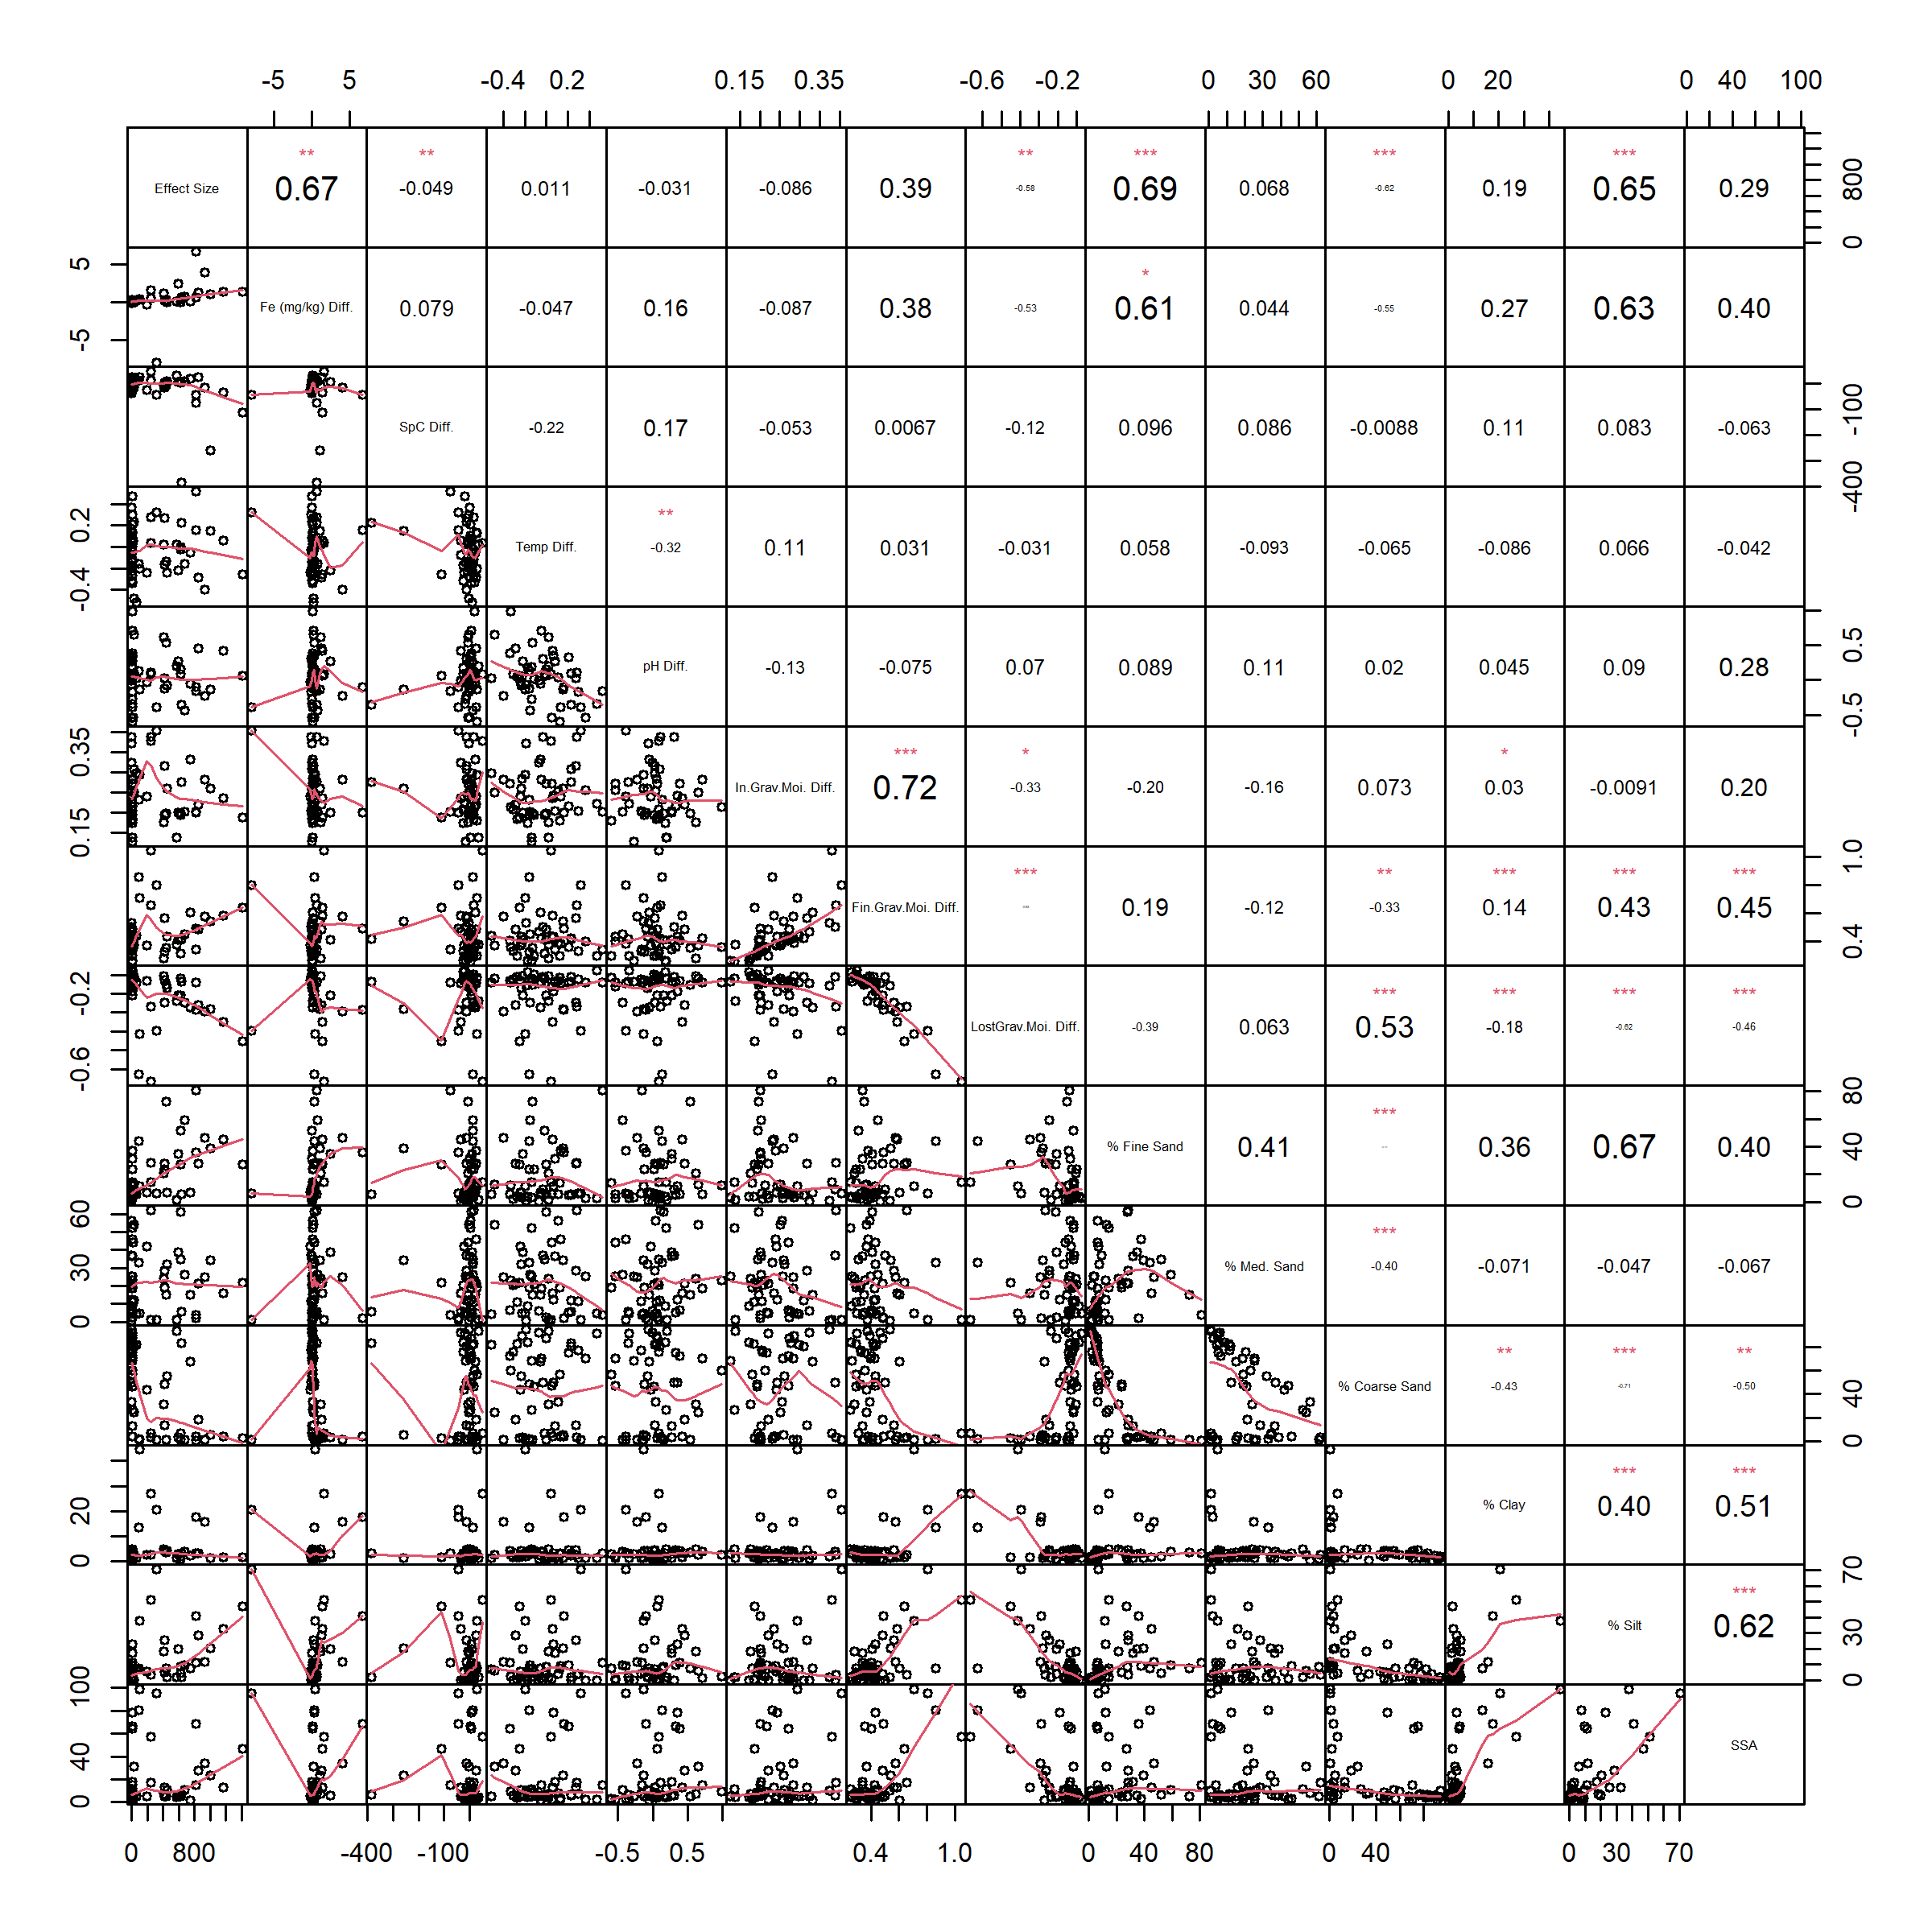 -5 5 -0.4 0.2 0.15 0.35 -0.6 -0.2 0 30 60 0 20 0 40 100
** ** ** *** *** ***
Effect Size 0.67 -0.049 0.011 -0.031 -0.086 0.39 -0.58 0.69 0.068 -0.62 0.19 0.65 0.29 0 800
*
-5 5 Fe (mg/kg) Diff. 0.079 -0.047 0.16 -0.087 0.38 -0.53 0.61 0.044 -0.55 0.27 0.63 0.40
SpC Diff. -0.22 0.17 -0.053 0.0067 -0.12 0.096 0.086 -0.0088 0.11 0.083 -0.063 -400 -100
**
-0.4 0.2 Temp Diff. -0.32 0.11 0.031 -0.031 0.058 -0.093 -0.065 -0.086 0.066 -0.042
pH Diff. -0.13 -0.075 0.07 0.089 0.11 0.02 0.045 0.09 0.28 -0.5 0.5
*** * *
0.15 0.35 In.Grav.Moi. Diff. 0.72 -0.33 -0.20 -0.16 0.073 0.03 -0.0091 0.20
*** ** *** *** ***
Fin.Grav.Moi. Diff. 0.19 -0.12 -0.33 0.14 0.43 0.45 0.4 1.0
*** *** *** ***
-0.6 -0.2 LostGrav.Moi. Diff. -0.39 0.063 0.53 -0.18 -0.62 -0.46
***
% Fine Sand 0.41 0.36 0.67 0.40 0 40 80
***
0 30 60 % Med. Sand -0.40 -0.071 -0.047 -0.067
** *** **
% Coarse Sand -0.43 -0.71 -0.50 0 40
*** ***
0 20 % Clay 0.40 0.51
***
% Silt 0.62 0 30 70
0 40 100 SSA
0 800 -400 -100 -0.5 0.5 0.4 1.0 0 40 80 0 40 0 30 70